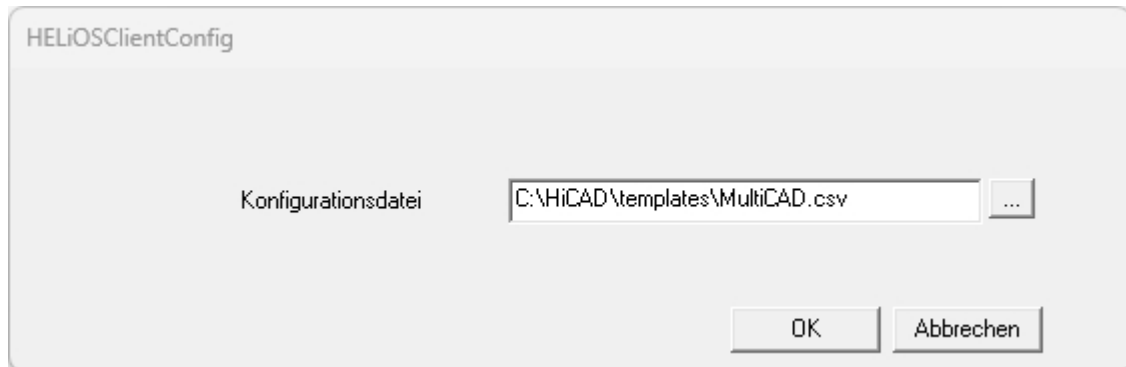 HELiOSClientConfig
Konfigurationsdatei C:\HiCAD\templates\MultiCAD.csv ...
OK Abbrechen